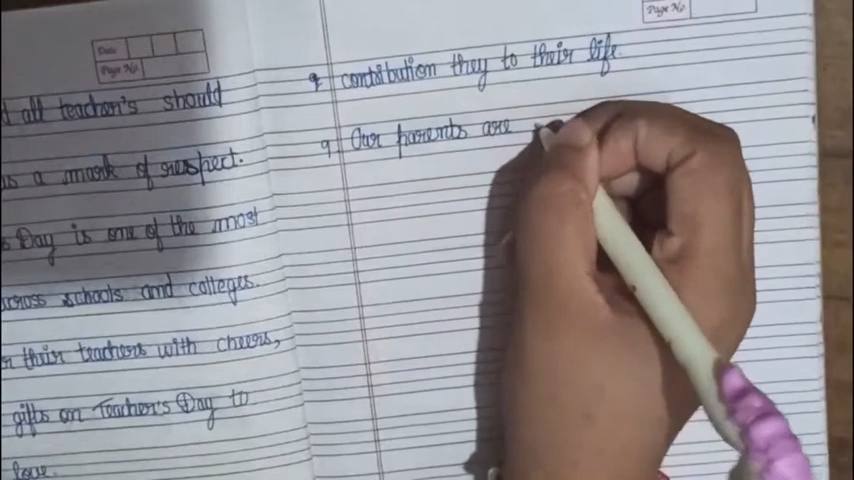 Date
Page No
d all teacher's should
s a mark of respect.
s Day is one of the most
across schools and colleges.
r their teachers with cheers,
gifts on Teacher's Day to
love.
Page No
contribution they to their life.
9 Our parents are